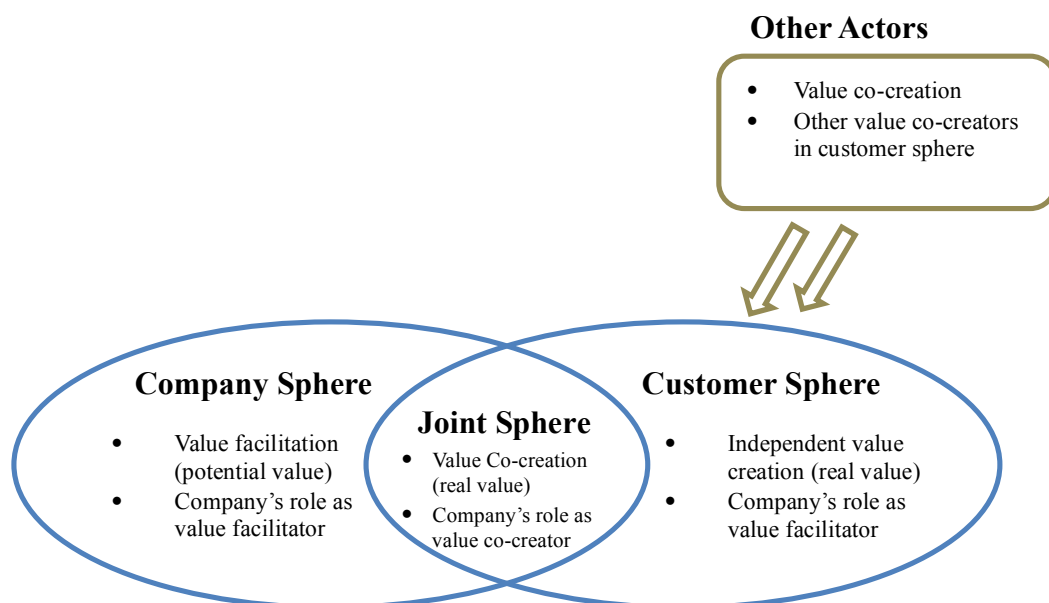 Other Actors
• Value co-creation
• Other value co-creators
in customer sphere
Company Sphere
• Value facilitation
(potential value)
• Company’s role as
value facilitator
Joint Sphere
• Value Co-creation
(real value)
• Company’s role as
value co-creator
Customer Sphere
• Independent value
creation (real value)
• Company’s role as
value facilitator